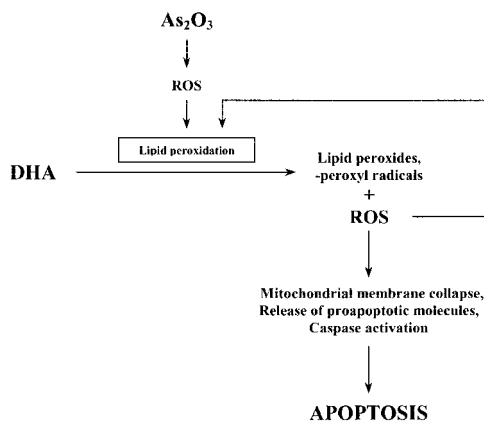 As₂O₃
ROS
Lipid peroxidation
DHA
Lipid peroxides,
-peroxyl radicals
+
ROS
Mitochondrial membrane collapse,
Release of proapoptotic molecules,
Caspase activation
APOPTOSIS